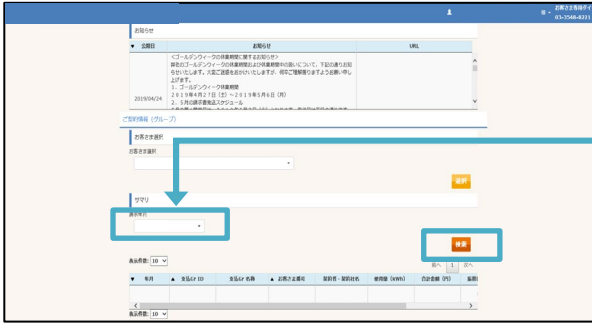 お客さま専用ダイ
03-3548-8221
お知らせ
▼ 公開日 お知らせ URL
<ゴールデンウィークの休業期間に関するお知らせ>
弊社のゴールデンウィークの休業期間および休業期間中の扱いについて、下記の通りお知
らせいたします。大変ご迷惑をおかけいたしますが、何卒ご理解賜りますようお願い申し
上げます。
1.ゴールデンウィークの休業期間
2019年4月27日(土)~2019年5月6日(月)
2019/04/24
2.5月の請求書発送スケジュール
ご契約情報(グループ)
お客さま選択
お客さま選択
選択
サマリ
請求年月
検索
表示件数: 10
前へ 1 次へ
▼ 年月 ▲ 支払Gr ID 支払Gr 名称 ▲ お客さま番号 契約者・契約社名 使用量 (kWh) 合計金額 (円)
表示件数: 10